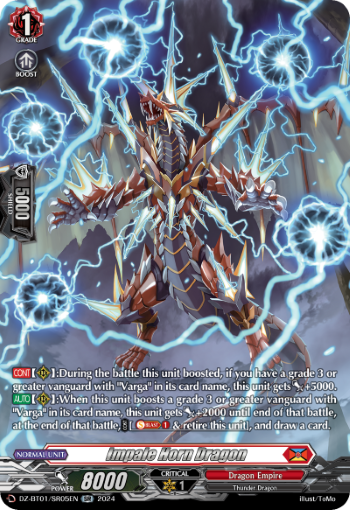 1
GRADE
BOOST
5000
SHIELD
CONT :During the battle this unit boosted, if you have a grade 3 or
greater vanguard with "Varga" in its card name, this unit gets +5000.
AUTO :When this unit boosts a grade 3 or greater vanguard
with "Varga" in its card name, this unit gets +2000 until end of that battle,
at the end of that battle, [SOUL BLAST 1 & retire this unit], and draw a card.
Impale Horn Dragon
NORMAL UNIT
Dragon Empire
Thunder Dragon
POWER 8000
CRITICAL
1
D DZ-BT01/SR05EN SR 2024
illust/ToMo